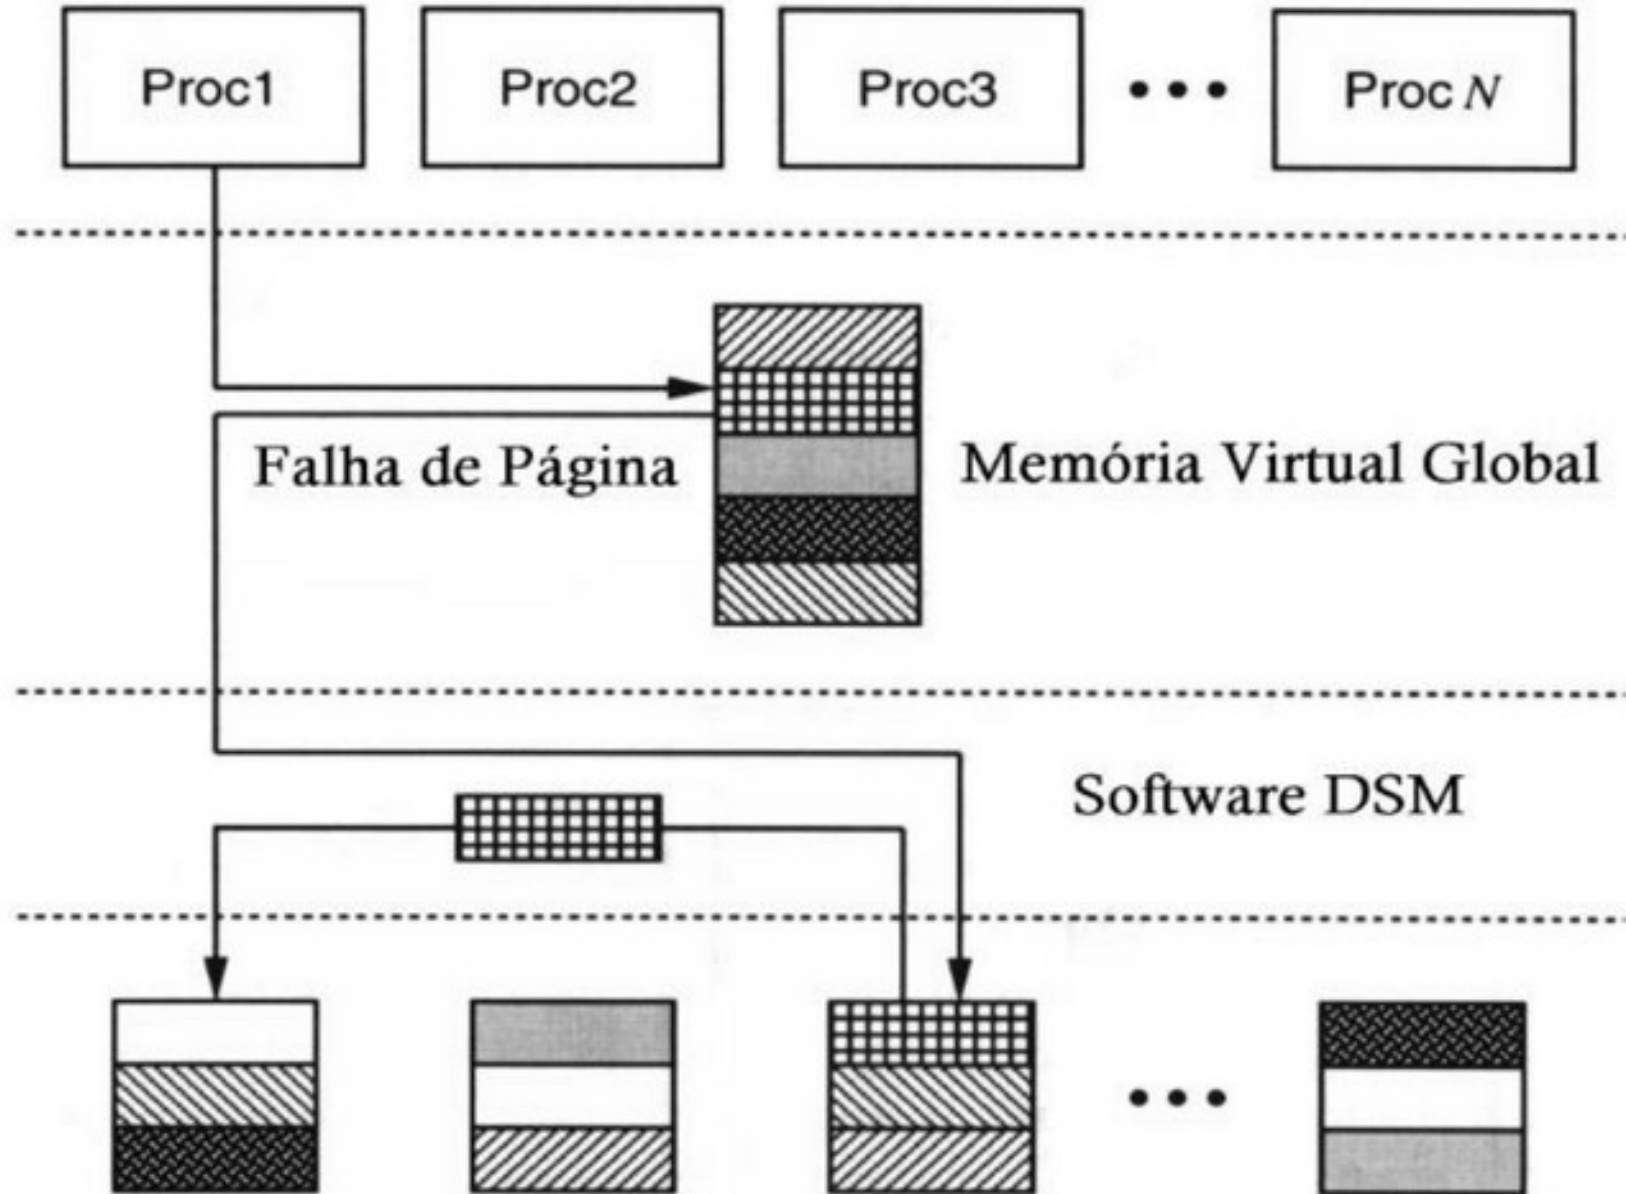 Proc1 Proc2 Proc3 ••• Proc N
Falha de Página
Memória Virtual Global
Software DSM
•••